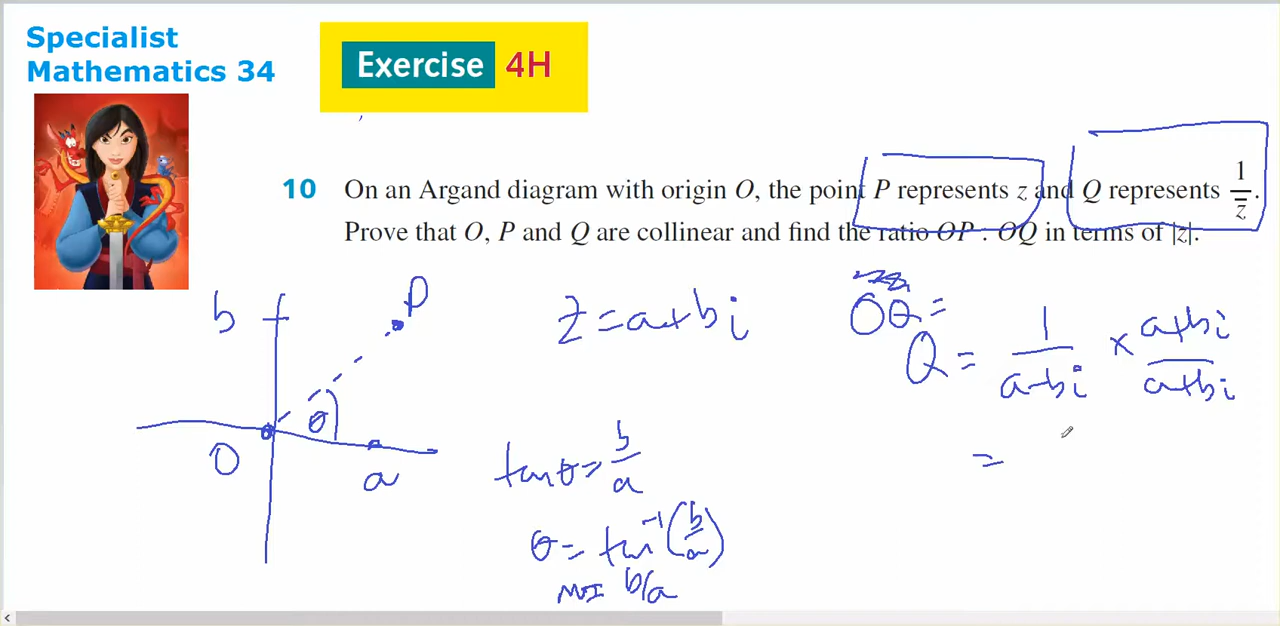 Specialist
Mathematics 34
Exercise 4H
10 On an Argand diagram with origin O, the point P represents z and Q represents 1/z̄.
Prove that O, P and Q are collinear and find the ratio OP : OQ in terms of |z|.
P
b
z = a + bi
OQ =
Q = 1/(a-bi) × (a+bi)/(a+bi)
θ
O
a
tanθ = b/a
=
θ = tan⁻¹(b/a)
b/a